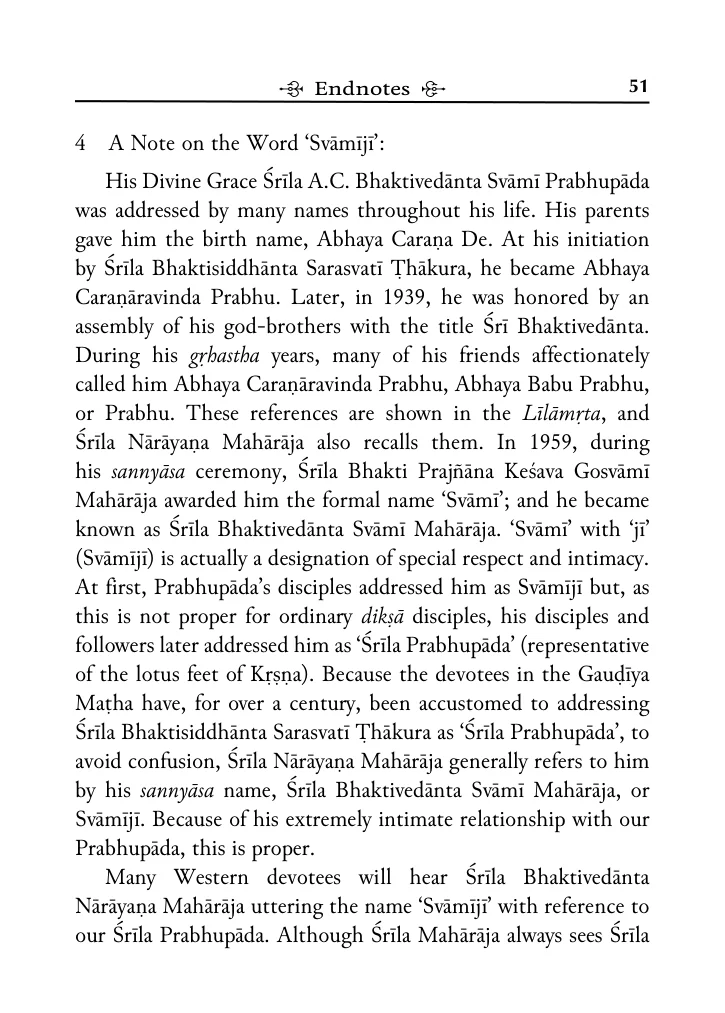 Endnotes 51
4 A Note on the Word ‘Svāmījī’:
His Divine Grace Śrīla A.C. Bhaktivedānta Svāmī Prabhupāda
was addressed by many names throughout his life. His parents
gave him the birth name, Abhaya Caraṇa De. At his initiation
by Śrīla Bhaktisiddhānta Sarasvatī Ṭhākura, he became Abhaya
Caraṇāravinda Prabhu. Later, in 1939, he was honored by an
assembly of his god-brothers with the title Śrī Bhaktivedānta.
During his gṛhastha years, many of his friends affectionately
called him Abhaya Caraṇāravinda Prabhu, Abhaya Babu Prabhu,
or Prabhu. These references are shown in the Līlāmṛta, and
Śrīla Nārāyaṇa Mahārāja also recalls them. In 1959, during
his sannyāsa ceremony, Śrīla Bhakti Prajñāna Keśava Gosvāmī
Mahārāja awarded him the formal name ‘Svāmī’; and he became
known as Śrīla Bhaktivedānta Svāmī Mahārāja. ‘Svāmī’ with ‘jī’
(Svāmījī) is actually a designation of special respect and intimacy.
At first, Prabhupāda’s disciples addressed him as Svāmījī but, as
this is not proper for ordinary dikṣā disciples, his disciples and
followers later addressed him as ‘Śrīla Prabhupāda’ (representative
of the lotus feet of Kṛṣṇa). Because the devotees in the Gauḍīya
Maṭha have, for over a century, been accustomed to addressing
Śrīla Bhaktisiddhānta Sarasvatī Ṭhākura as ‘Śrīla Prabhupāda’, to
avoid confusion, Śrīla Nārāyaṇa Mahārāja generally refers to him
by his sannyāsa name, Śrīla Bhaktivedānta Svāmī Mahārāja, or
Svāmījī. Because of his extremely intimate relationship with our
Prabhupāda, this is proper.
Many Western devotees will hear Śrīla Bhaktivedānta
Nārāyaṇa Mahārāja uttering the name ‘Svāmījī’ with reference to
our Śrīla Prabhupāda. Although Śrīla Mahārāja always sees Śrīla